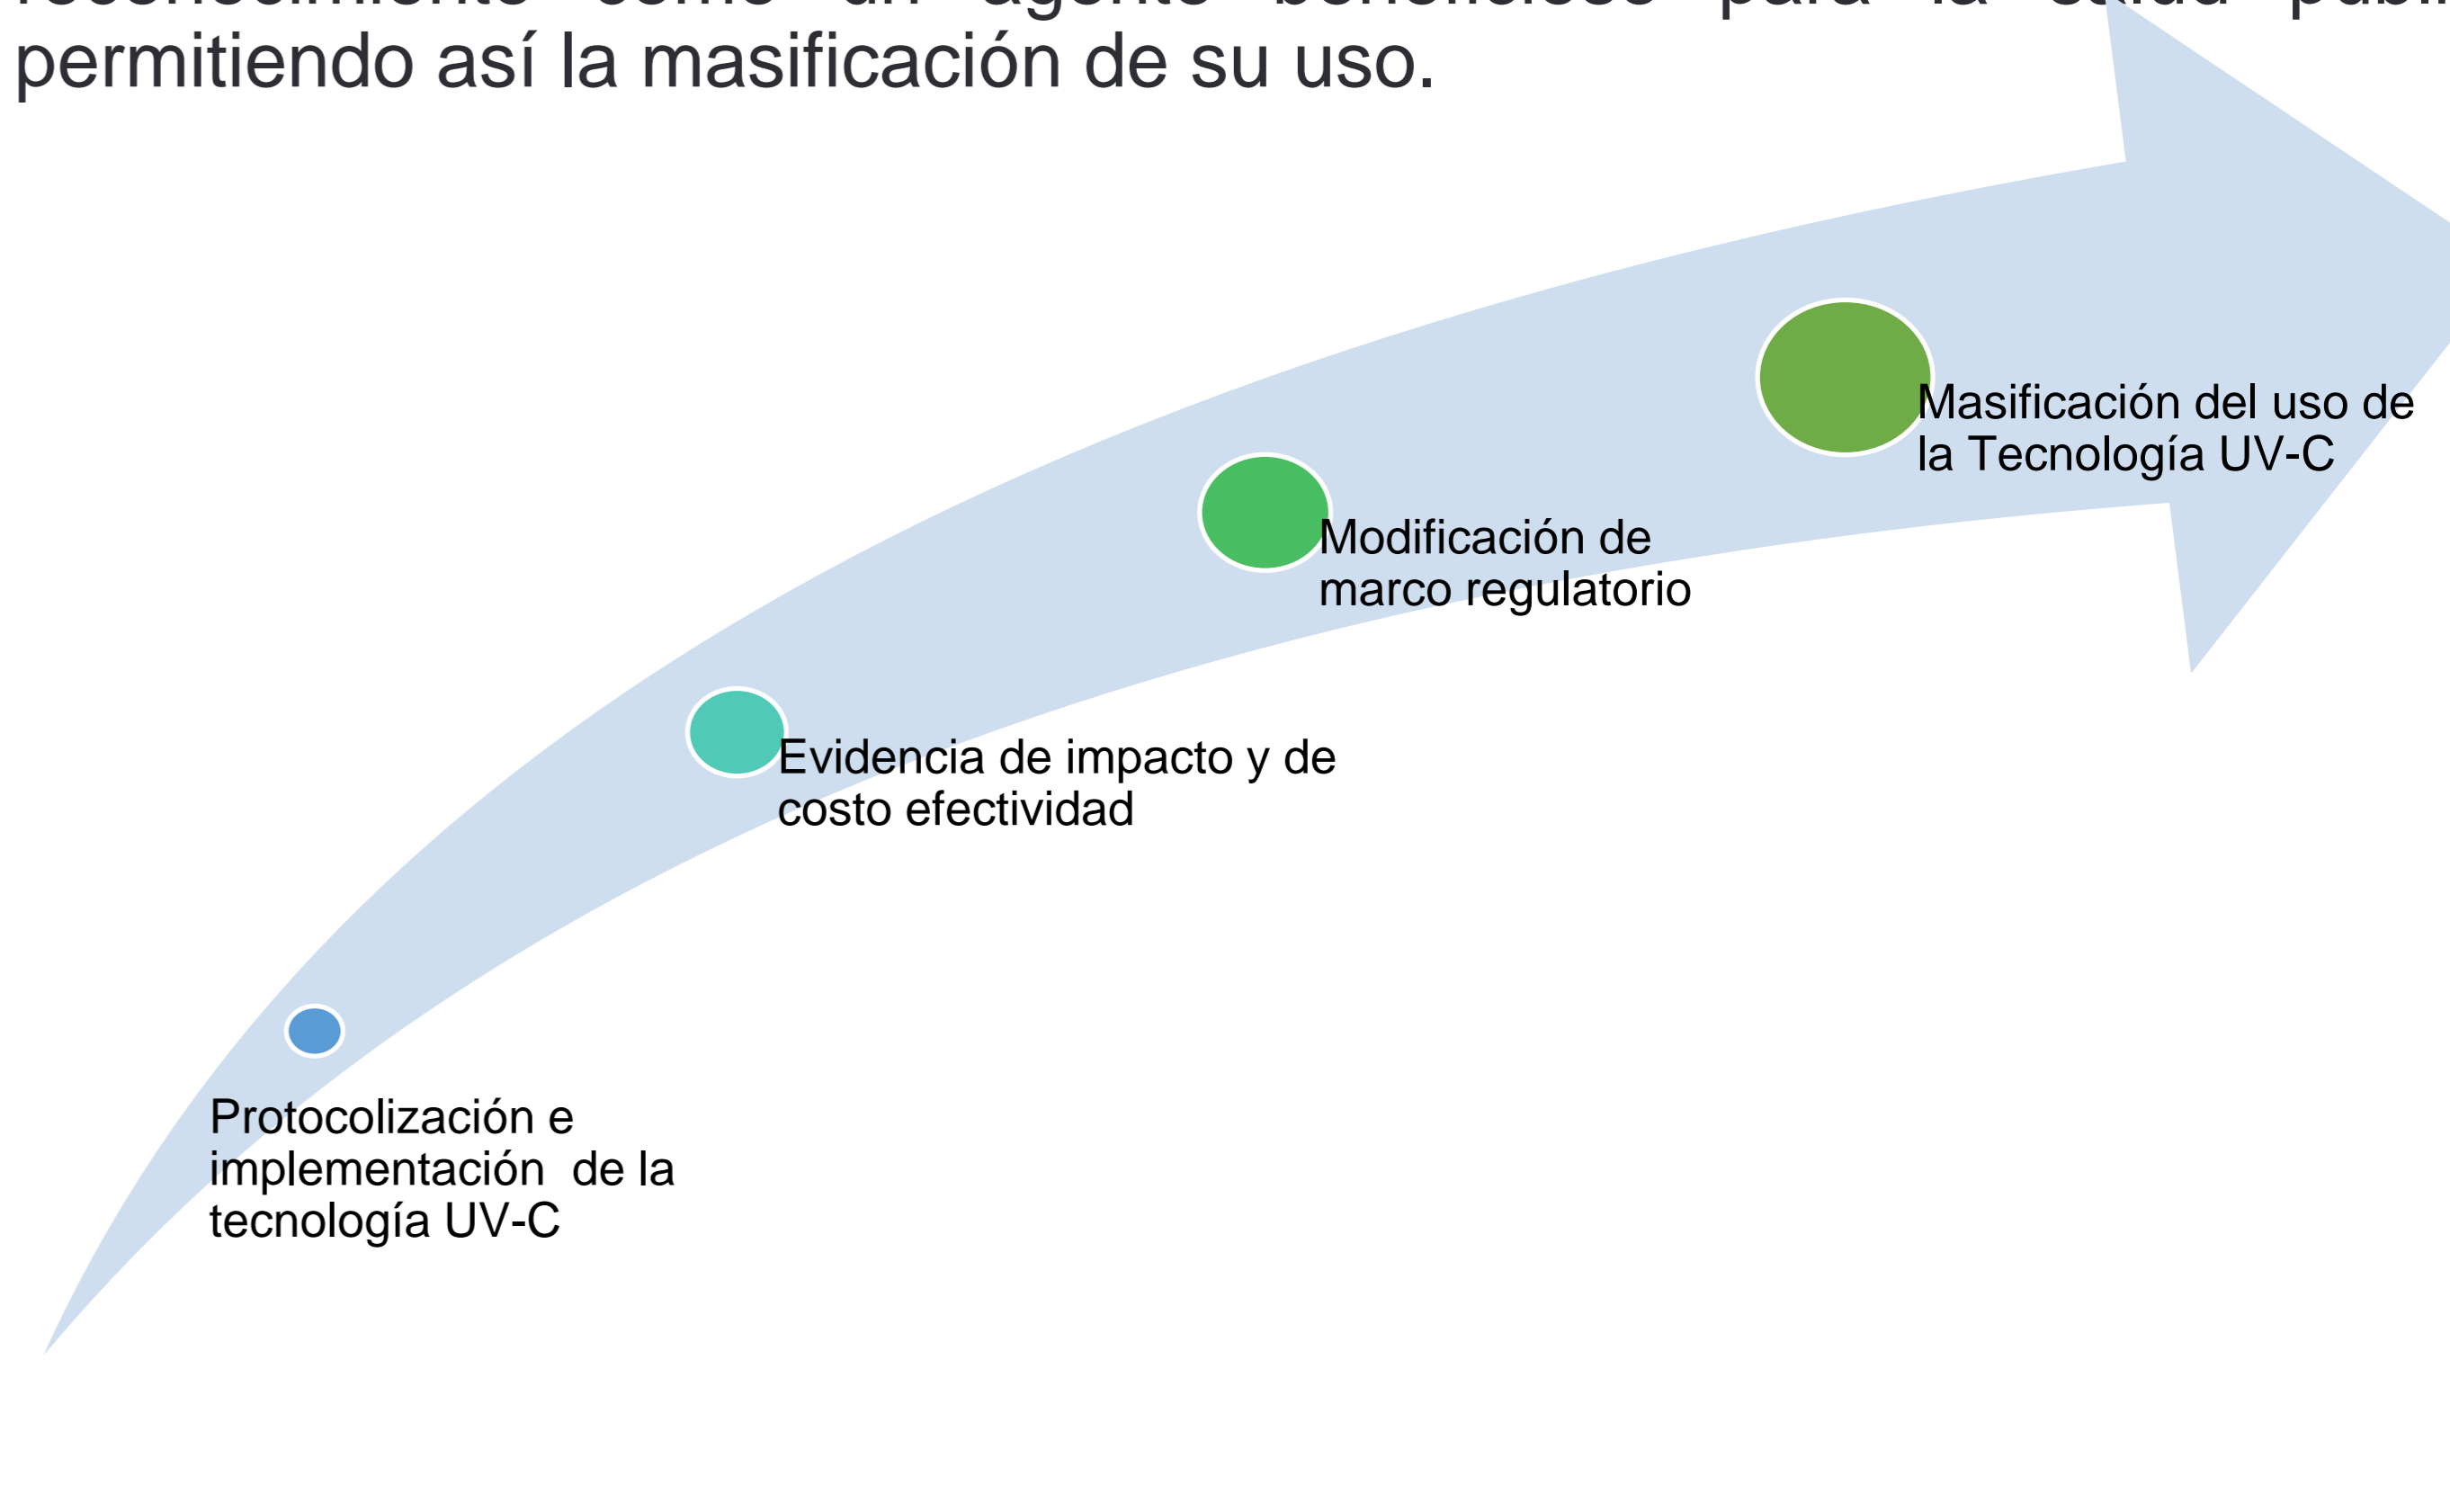 permitiendo así la masificación de su uso.
Masificación del uso de
la Tecnología UV-C
Modificación de
marco regulatorio
Evidencia de impacto y de
costo efectividad
Protocolización e
implementación  de la
tecnología UV-C